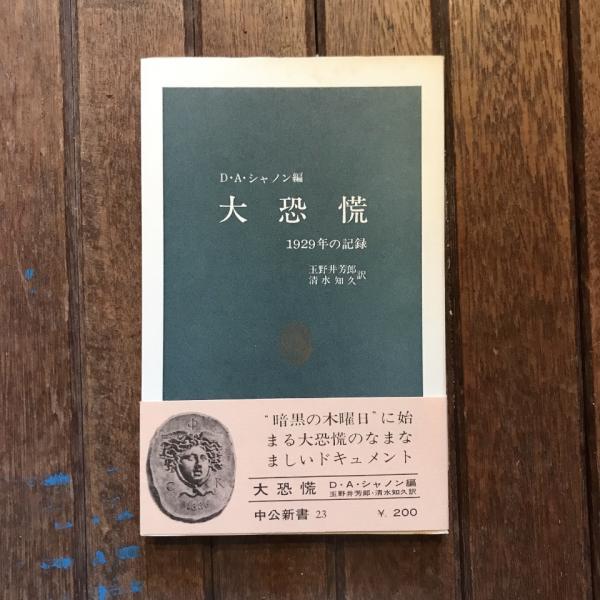 D・A・シャノン編
大恐慌
1929年の記録
玉野井芳郎
清水知久
訳
“暗黒の木曜日”に始
まる大恐慌のなまな
ましいドキュメント
大恐慌 D・A・シャノン編
玉野井芳郎・清水知久訳
中公新書 23 ¥. 200